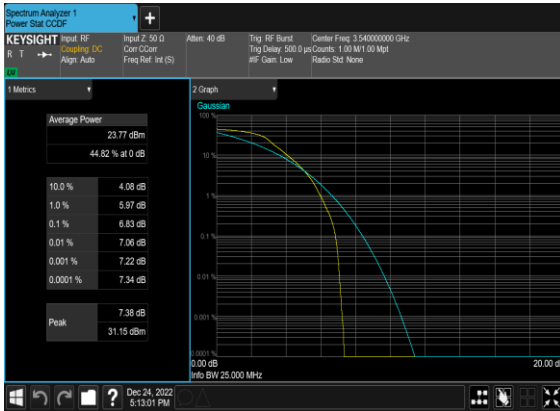 Spectrum Analyzer 1
Power Stat CCDF
+
KEYSIGHT
R T
LV
Input: RF
Coupling: DC
Align: Auto
Input Z: 50 Ω
Corr CCorr
Freq Ref: Int (S)
Atten: 40 dB
Trig: RF Burst
Trig Delay: 500.0 µs
#IF Gain: Low
Center Freq: 3.540000000 GHz
Counts: 1.00 M/1.00 Mpt
Radio Std: None
1 Metrics
Average Power
23.77 dBm
44.82 % at 0 dB
10.0 % 4.08 dB
1.0 % 5.97 dB
0.1 % 6.83 dB
0.01 % 7.06 dB
0.001 % 7.22 dB
0.0001 % 7.34 dB
Peak
7.38 dB
31.15 dBm
2 Graph
Gaussian
100 %
10 %
1 %
0.1 %
0.01 %
0.001 %
0.0001 %
0.00 dB
20.00 d
Info BW 25.000 MHz
?
Dec 24, 2022
5:13:01 PM